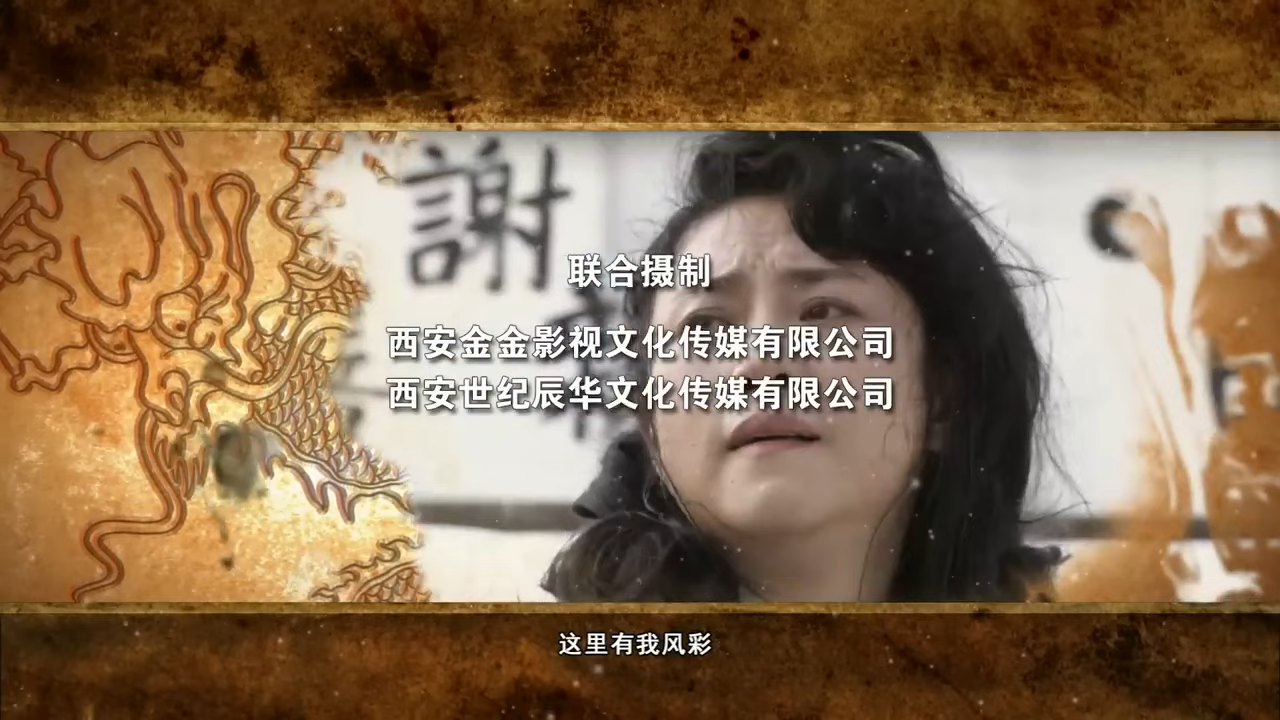 謝
联合摄制
西安金金影视文化传媒有限公司
西安世纪辰华文化传媒有限公司
这里有我风彩